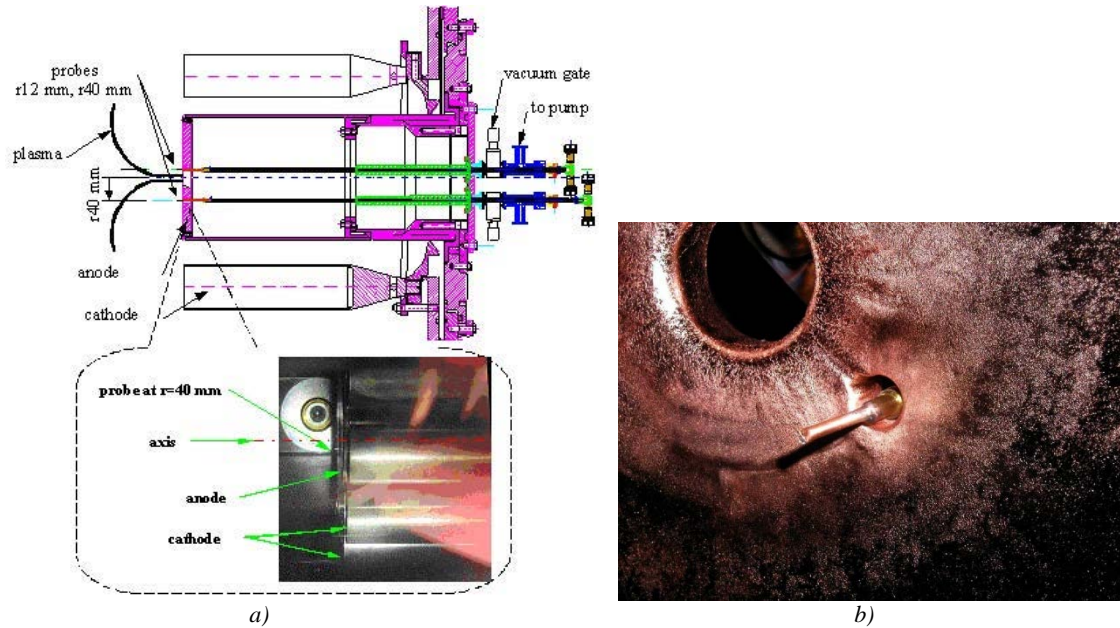 probes
r12 mm, r40 mm
plasma
r40 mm
anode
cathode
vacuum gate
to pump
probe at r=40 mm
axis
anode
cathode
a)
b)